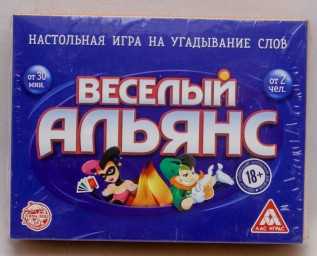 НАСТОЛЬНАЯ ИГРА НА УГАДЫВАНИЕ СЛОВ
от 30 мин.
от 2 чел.
ВЕСЕЛЫЙ
АЛЬЯНС
18+
ЛАС ИГРАС